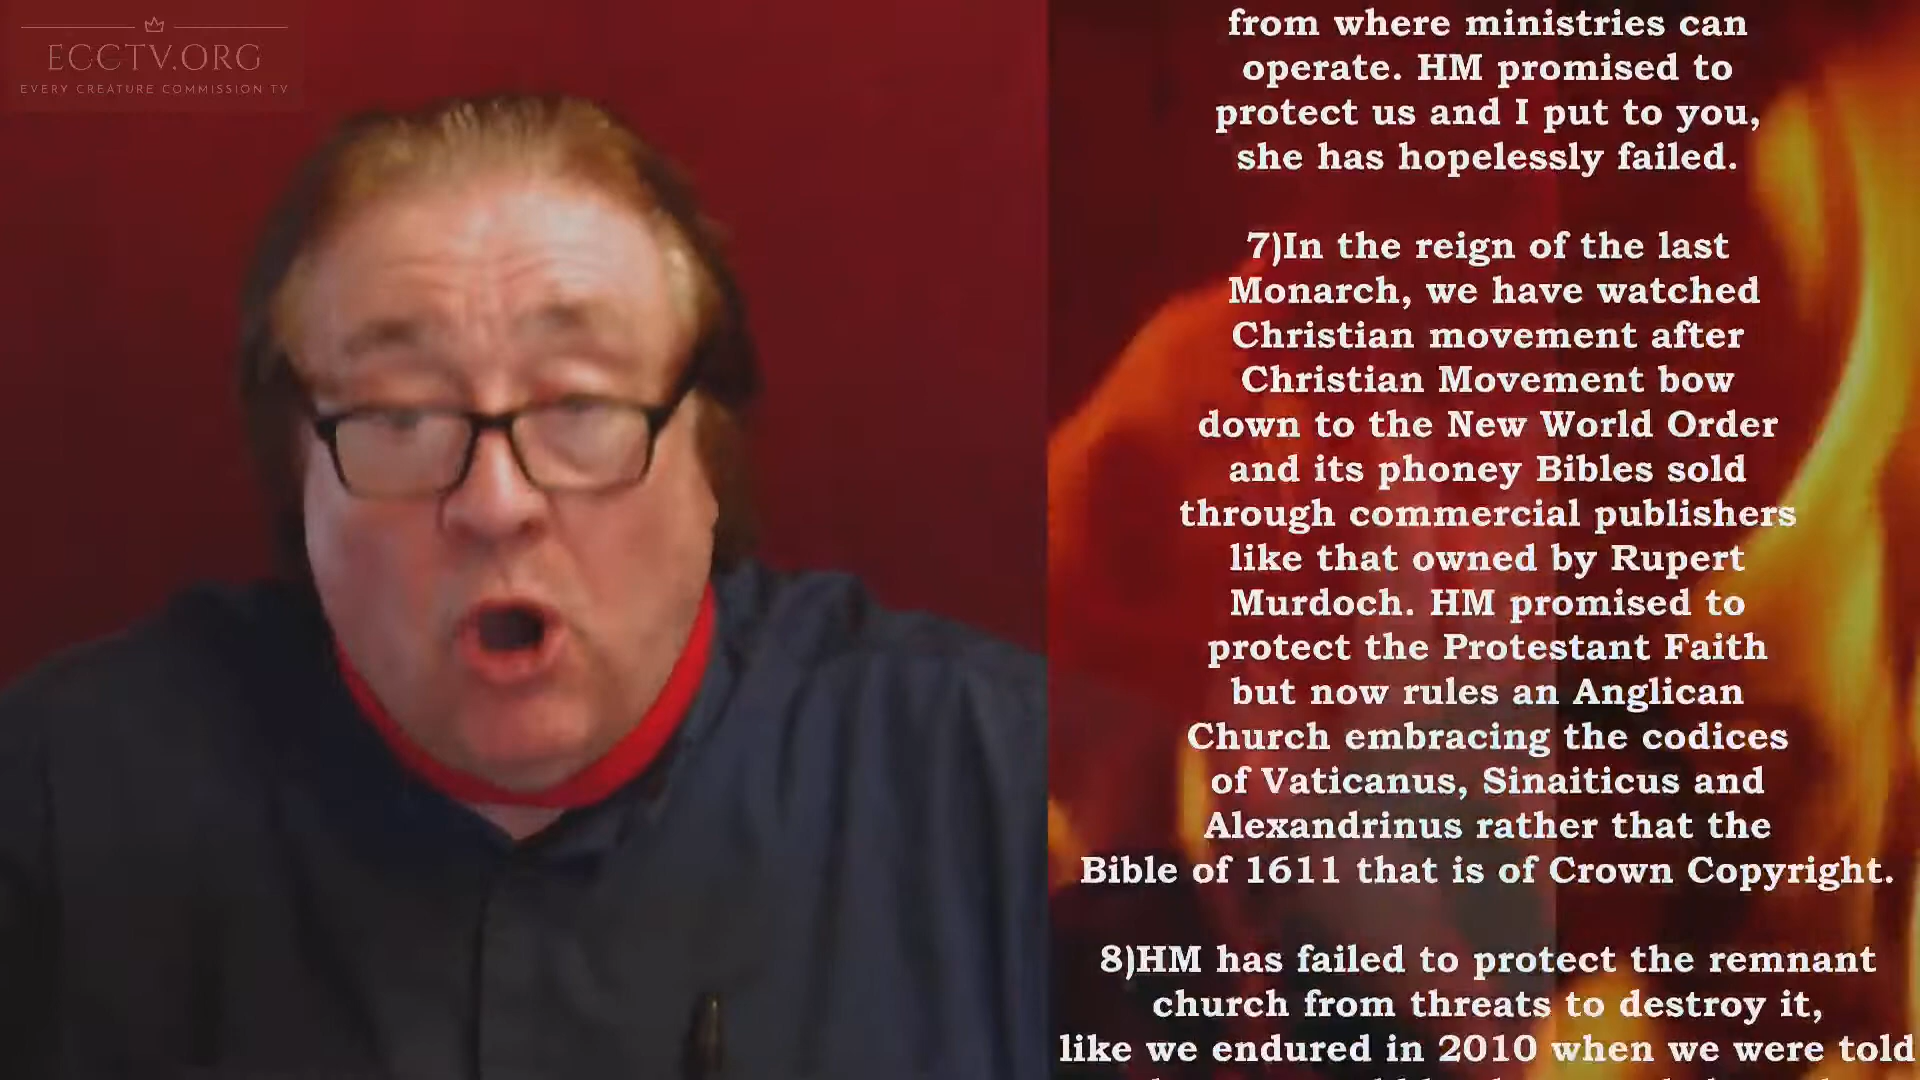 ECCTV.ORG
EVERY CREATURE COMMISSION TV
from where ministries can
operate. HM promised to
protect us and I put to you,
she has hopelessly failed.
7)In the reign of the last
Monarch, we have watched
Christian movement after
Christian Movement bow
down to the New World Order
and its phoney Bibles sold
through commercial publishers
like that owned by Rupert
Murdoch. HM promised to
protect the Protestant Faith
but now rules an Anglican
Church embracing the codices
of Vaticanus, Sinaiticus and
Alexandrinus rather that the
Bible of 1611 that is of Crown Copyright.
8)HM has failed to protect the remnant
church from threats to destroy it,
like we endured in 2010 when we were told